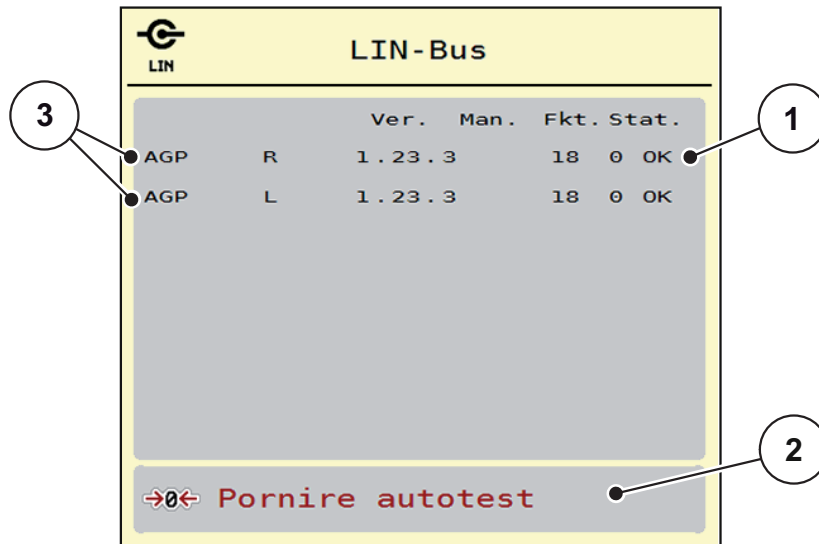 LIN
LIN-Bus
Ver. Man. Fkt. Stat.
3
1
AGP R 1.23.3 18 0 OK
AGP L 1.23.3 18 0 OK
2
→0← Pornire autotest